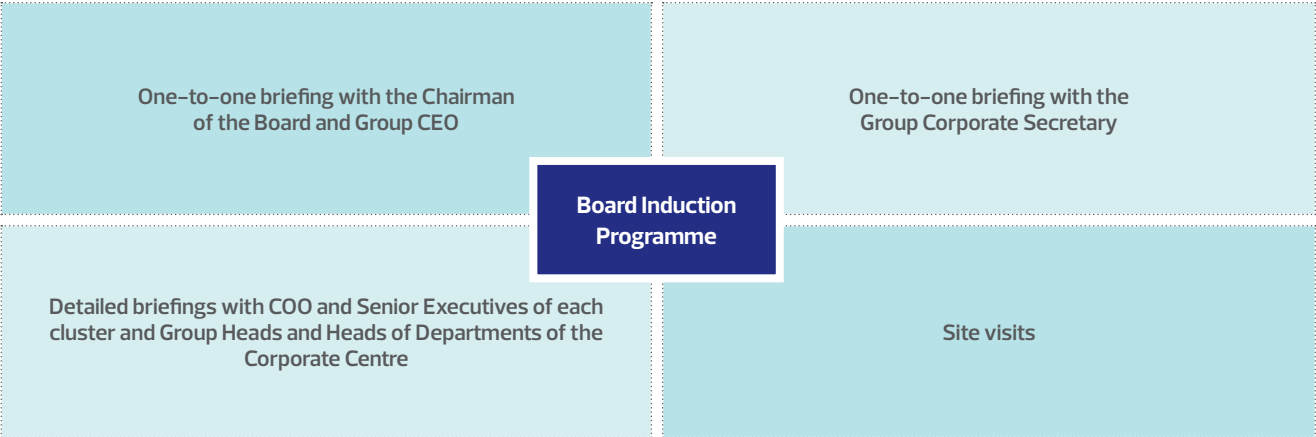 One-to-one briefing with the Chairman
of the Board and Group CEO
One-to-one briefing with the
Group Corporate Secretary
Board Induction
Programme
Detailed briefings with COO and Senior Executives of each
cluster and Group Heads and Heads of Departments of the
Corporate Centre
Site visits